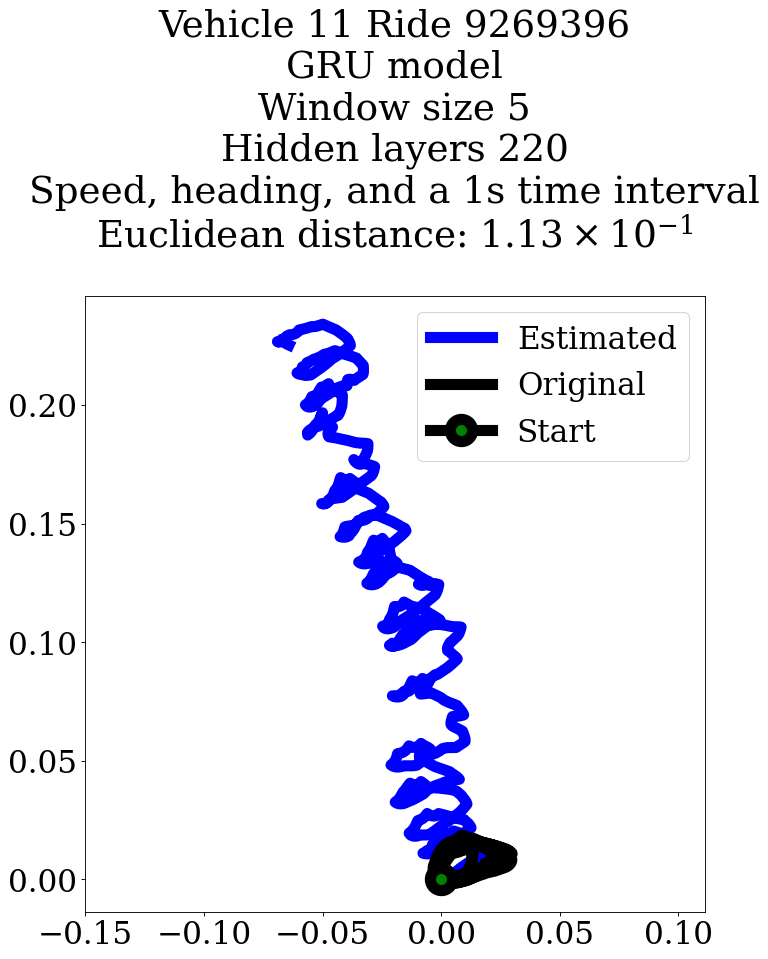 Vehicle 11 Ride 9269396
GRU model
Window size 5
Hidden layers 220
Speed, heading, and a 1s time interval
Euclidean distance: 1.13 × 10⁻¹
Estimated
Original
Start
0.20
0.15
0.10
0.05
0.00
−0.15 −0.10 −0.05 0.00 0.05 0.10